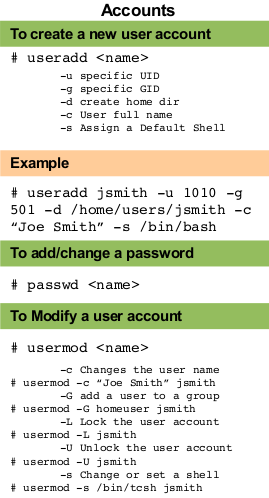 Accounts
To create a new user account
# useradd <name>
-u specific UID
-g specific GID
-d create home dir
-c User full name
-s Assign a Default Shell
Example
# useradd jsmith -u 1010 -g
501 -d /home/users/jsmith -c
“Joe Smith” -s /bin/bash
To add/change a password
# passwd <name>
To Modify a user account
# usermod <name>
-c Changes the user name
# usermod -c “Joe Smith” jsmith
-G add a user to a group
# usermod -G homeuser jsmith
-L Lock the user account
# usermod -L jsmith
-U Unlock the user account
# usermod -U jsmith
-s Change or set a shell
# usermod -s /bin/tcsh jsmith